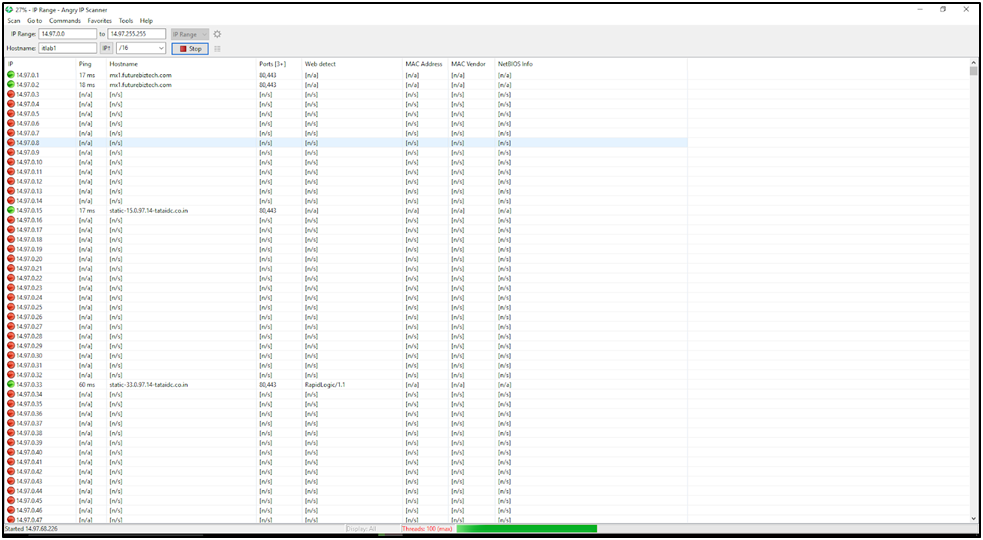 27% - IP Range - Angry IP Scanner
Scan Go to Commands Favorites Tools Help
IP Range: 14.97.0.0 to 14.97.255.255 IP Range
Hostname: itlab1 IP↑ /16 Stop
IP Ping Hostname Ports [3+] Web detect MAC Address MAC Vendor NetBIOS Info
14.97.0.1 17 ms mx1.futurebiztech.com 80,443 [n/a] [n/a] [n/a] [n/a]
14.97.0.2 18 ms mx1.futurebiztech.com 80,443 [n/a] [n/a] [n/a] [n/a]
14.97.0.3 [n/a] [n/s] [n/s] [n/s] [n/s] [n/s] [n/s]
14.97.0.4 [n/a] [n/s] [n/s] [n/s] [n/s] [n/s] [n/s]
14.97.0.5 [n/a] [n/s] [n/s] [n/s] [n/s] [n/s] [n/s]
14.97.0.6 [n/a] [n/s] [n/s] [n/s] [n/s] [n/s] [n/s]
14.97.0.7 [n/a] [n/s] [n/s] [n/s] [n/s] [n/s] [n/s]
14.97.0.8 [n/a] [n/s] [n/s] [n/s] [n/s] [n/s] [n/s]
14.97.0.9 [n/a] [n/s] [n/s] [n/s] [n/s] [n/s] [n/s]
14.97.0.10 [n/a] [n/s] [n/s] [n/s] [n/s] [n/s] [n/s]
14.97.0.11 [n/a] [n/s] [n/s] [n/s] [n/s] [n/s] [n/s]
14.97.0.12 [n/a] [n/s] [n/s] [n/s] [n/s] [n/s] [n/s]
14.97.0.13 [n/a] [n/s] [n/s] [n/s] [n/s] [n/s] [n/s]
14.97.0.14 [n/a] [n/s] [n/s] [n/s] [n/s] [n/s] [n/s]
14.97.0.15 17 ms static-15.0.97.14-tataidc.co.in 80,443 [n/a] [n/a] [n/a] [n/a]
14.97.0.16 [n/a] [n/s] [n/s] [n/s] [n/s] [n/s] [n/s]
14.97.0.17 [n/a] [n/s] [n/s] [n/s] [n/s] [n/s] [n/s]
14.97.0.18 [n/a] [n/s] [n/s] [n/s] [n/s] [n/s] [n/s]
14.97.0.19 [n/a] [n/s] [n/s] [n/s] [n/s] [n/s] [n/s]
14.97.0.20 [n/a] [n/s] [n/s] [n/s] [n/s] [n/s] [n/s]
14.97.0.21 [n/a] [n/s] [n/s] [n/s] [n/s] [n/s] [n/s]
14.97.0.22 [n/a] [n/s] [n/s] [n/s] [n/s] [n/s] [n/s]
14.97.0.23 [n/a] [n/s] [n/s] [n/s] [n/s] [n/s] [n/s]
14.97.0.24 [n/a] [n/s] [n/s] [n/s] [n/s] [n/s] [n/s]
14.97.0.25 [n/a] [n/s] [n/s] [n/s] [n/s] [n/s] [n/s]
14.97.0.26 [n/a] [n/s] [n/s] [n/s] [n/s] [n/s] [n/s]
14.97.0.27 [n/a] [n/s] [n/s] [n/s] [n/s] [n/s] [n/s]
14.97.0.28 [n/a] [n/s] [n/s] [n/s] [n/s] [n/s] [n/s]
14.97.0.29 [n/a] [n/s] [n/s] [n/s] [n/s] [n/s] [n/s]
14.97.0.30 [n/a] [n/s] [n/s] [n/s] [n/s] [n/s] [n/s]
14.97.0.31 [n/a] [n/s] [n/s] [n/s] [n/s] [n/s] [n/s]
14.97.0.32 [n/a] [n/s] [n/s] [n/s] [n/s] [n/s] [n/s]
14.97.0.33 60 ms static-33.0.97.14-tataidc.co.in 80,443 RapidLogic/1.1 [n/a] [n/a] [n/a]
14.97.0.34 [n/a] [n/s] [n/s] [n/s] [n/s] [n/s] [n/s]
14.97.0.35 [n/a] [n/s] [n/s] [n/s] [n/s] [n/s] [n/s]
14.97.0.36 [n/a] [n/s] [n/s] [n/s] [n/s] [n/s] [n/s]
14.97.0.37 [n/a] [n/s] [n/s] [n/s] [n/s] [n/s] [n/s]
14.97.0.38 [n/a] [n/s] [n/s] [n/s] [n/s] [n/s] [n/s]
14.97.0.39 [n/a] [n/s] [n/s] [n/s] [n/s] [n/s] [n/s]
14.97.0.40 [n/a] [n/s] [n/s] [n/s] [n/s] [n/s] [n/s]
14.97.0.41 [n/a] [n/s] [n/s] [n/s] [n/s] [n/s] [n/s]
14.97.0.42 [n/a] [n/s] [n/s] [n/s] [n/s] [n/s] [n/s]
14.97.0.43 [n/a] [n/s] [n/s] [n/s] [n/s] [n/s] [n/s]
14.97.0.44 [n/a] [n/s] [n/s] [n/s] [n/s] [n/s] [n/s]
14.97.0.45 [n/a] [n/s] [n/s] [n/s] [n/s] [n/s] [n/s]
14.97.0.46 [n/a] [n/s] [n/s] [n/s] [n/s] [n/s] [n/s]
14.97.0.47 [n/a] [n/s] [n/s] [n/s] [n/s] [n/s] [n/s]
Started 14.97.68.226 Display: All Threads: 100 (max)